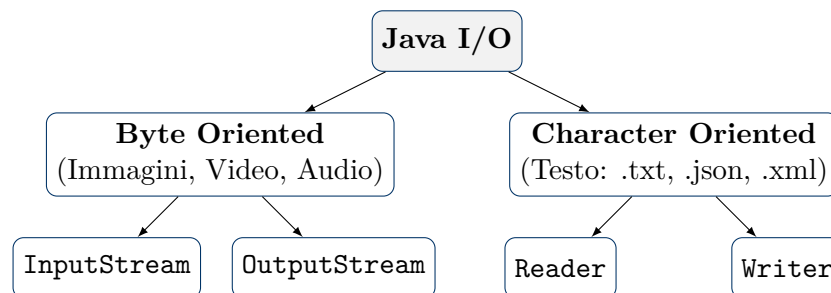 Java I/O
Byte Oriented
(Immagini, Video, Audio)
Character Oriented
(Testo: .txt, .json, .xml)
InputStream
OutputStream
Reader
Writer